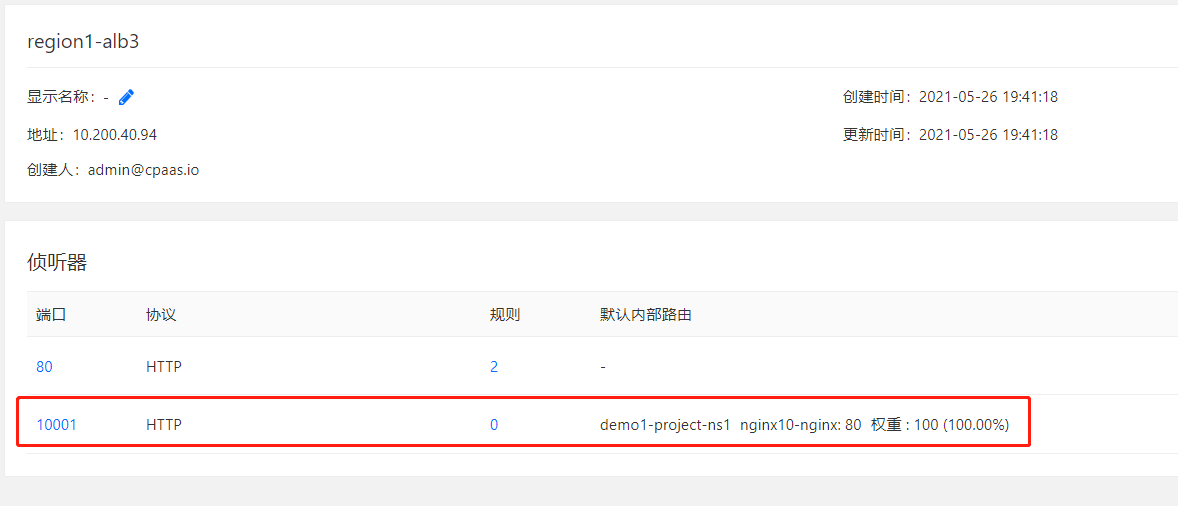 region1-alb3
显示名称：-
创建时间：2021-05-26 19:41:18
地址：10.200.40.94
更新时间：2021-05-26 19:41:18
创建人：admin@cpaas.io
侦听器
端口 协议 规则 默认内部路由
80 HTTP 2 -
10001 HTTP 0 demo1-project-ns1 nginx10-nginx: 80 权重 : 100 (100.00%)